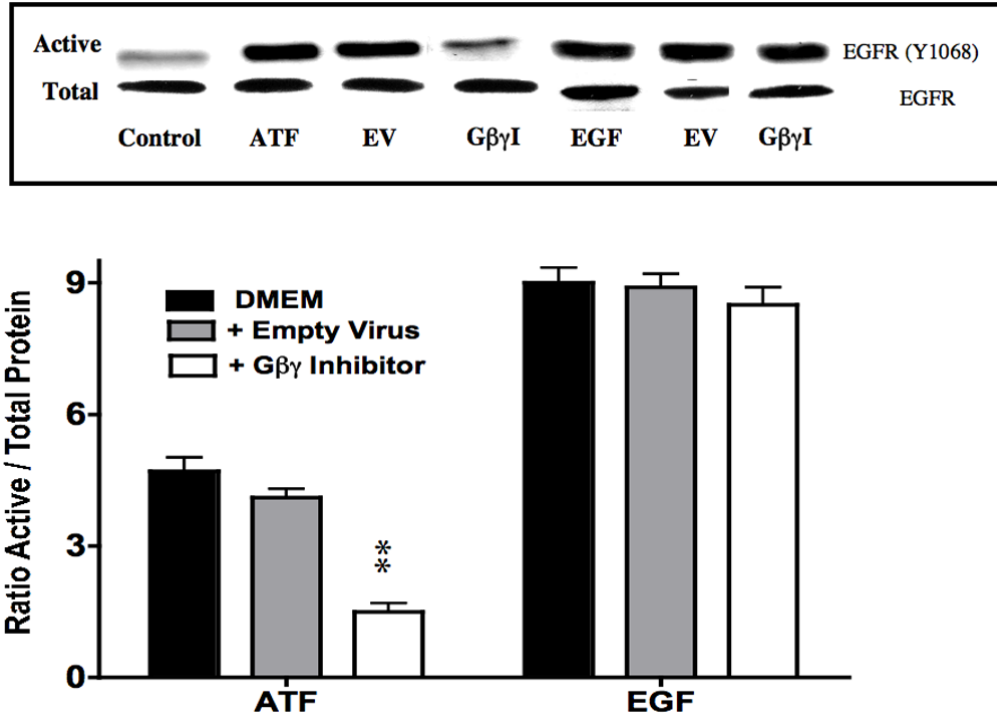 Active EGFR (Y1068)
Total EGFR
Control ATF EV GβγI EGF EV GβγI
Ratio Active / Total Protein
9
6
3
0
DMEM
+ Empty Virus
+ Gβγ Inhibitor
**
ATF EGF